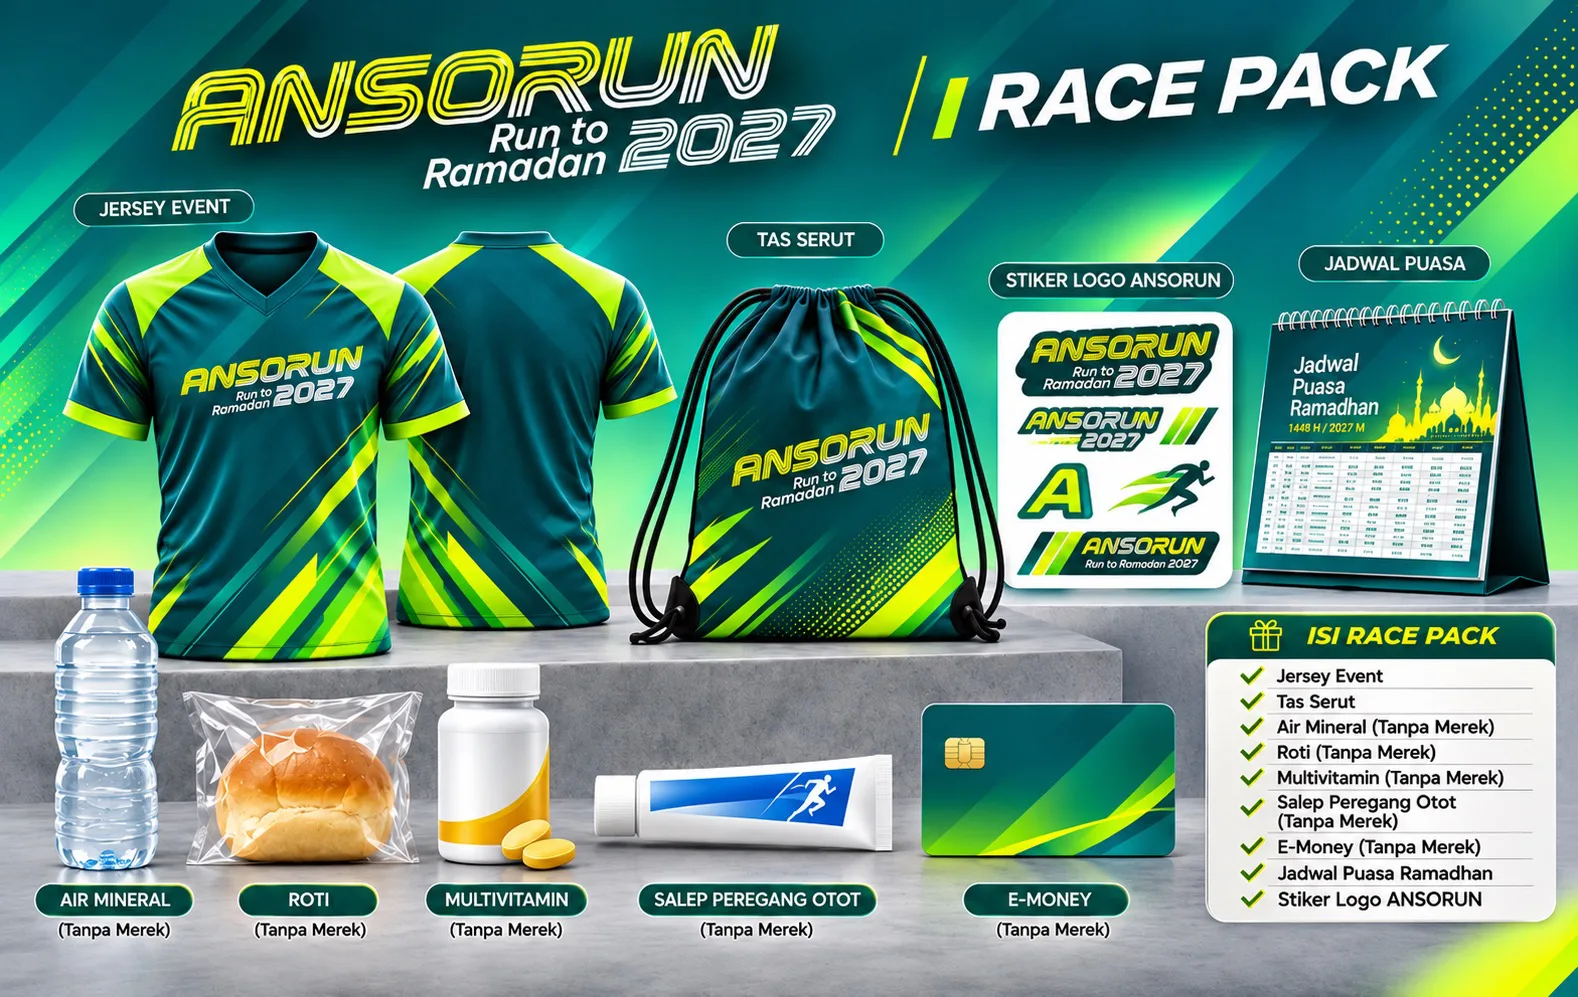 ANSORUN
Run to
Ramadan 2027
RACE PACK
JERSEY EVENT
ANSORUN
Run to
Ramadan 2027
TAS SERUT
ANSORUN
Run to
Ramadan 2027
STIKER LOGO ANSORUN
ANSORUN
Run to
Ramadan 2027
ANSORUN
2027
A
ANSORUN
Run to Ramadan 2027
JADWAL PUASA
Jadwal
Puasa
Ramadhan
1448 H / 2027 M
ISI RACE PACK
Jersey Event
Tas Serut
Air Mineral (Tanpa Merek)
Roti (Tanpa Merek)
Multivitamin (Tanpa Merek)
Salep Peregang Otot
(Tanpa Merek)
E-Money (Tanpa Merek)
Jadwal Puasa Ramadhan
Stiker Logo ANSORUN
AIR MINERAL
(Tanpa Merek)
ROTI
(Tanpa Merek)
MULTIVITAMIN
(Tanpa Merek)
SALEP PEREGANG OTOT
(Tanpa Merek)
E-MONEY
(Tanpa Merek)